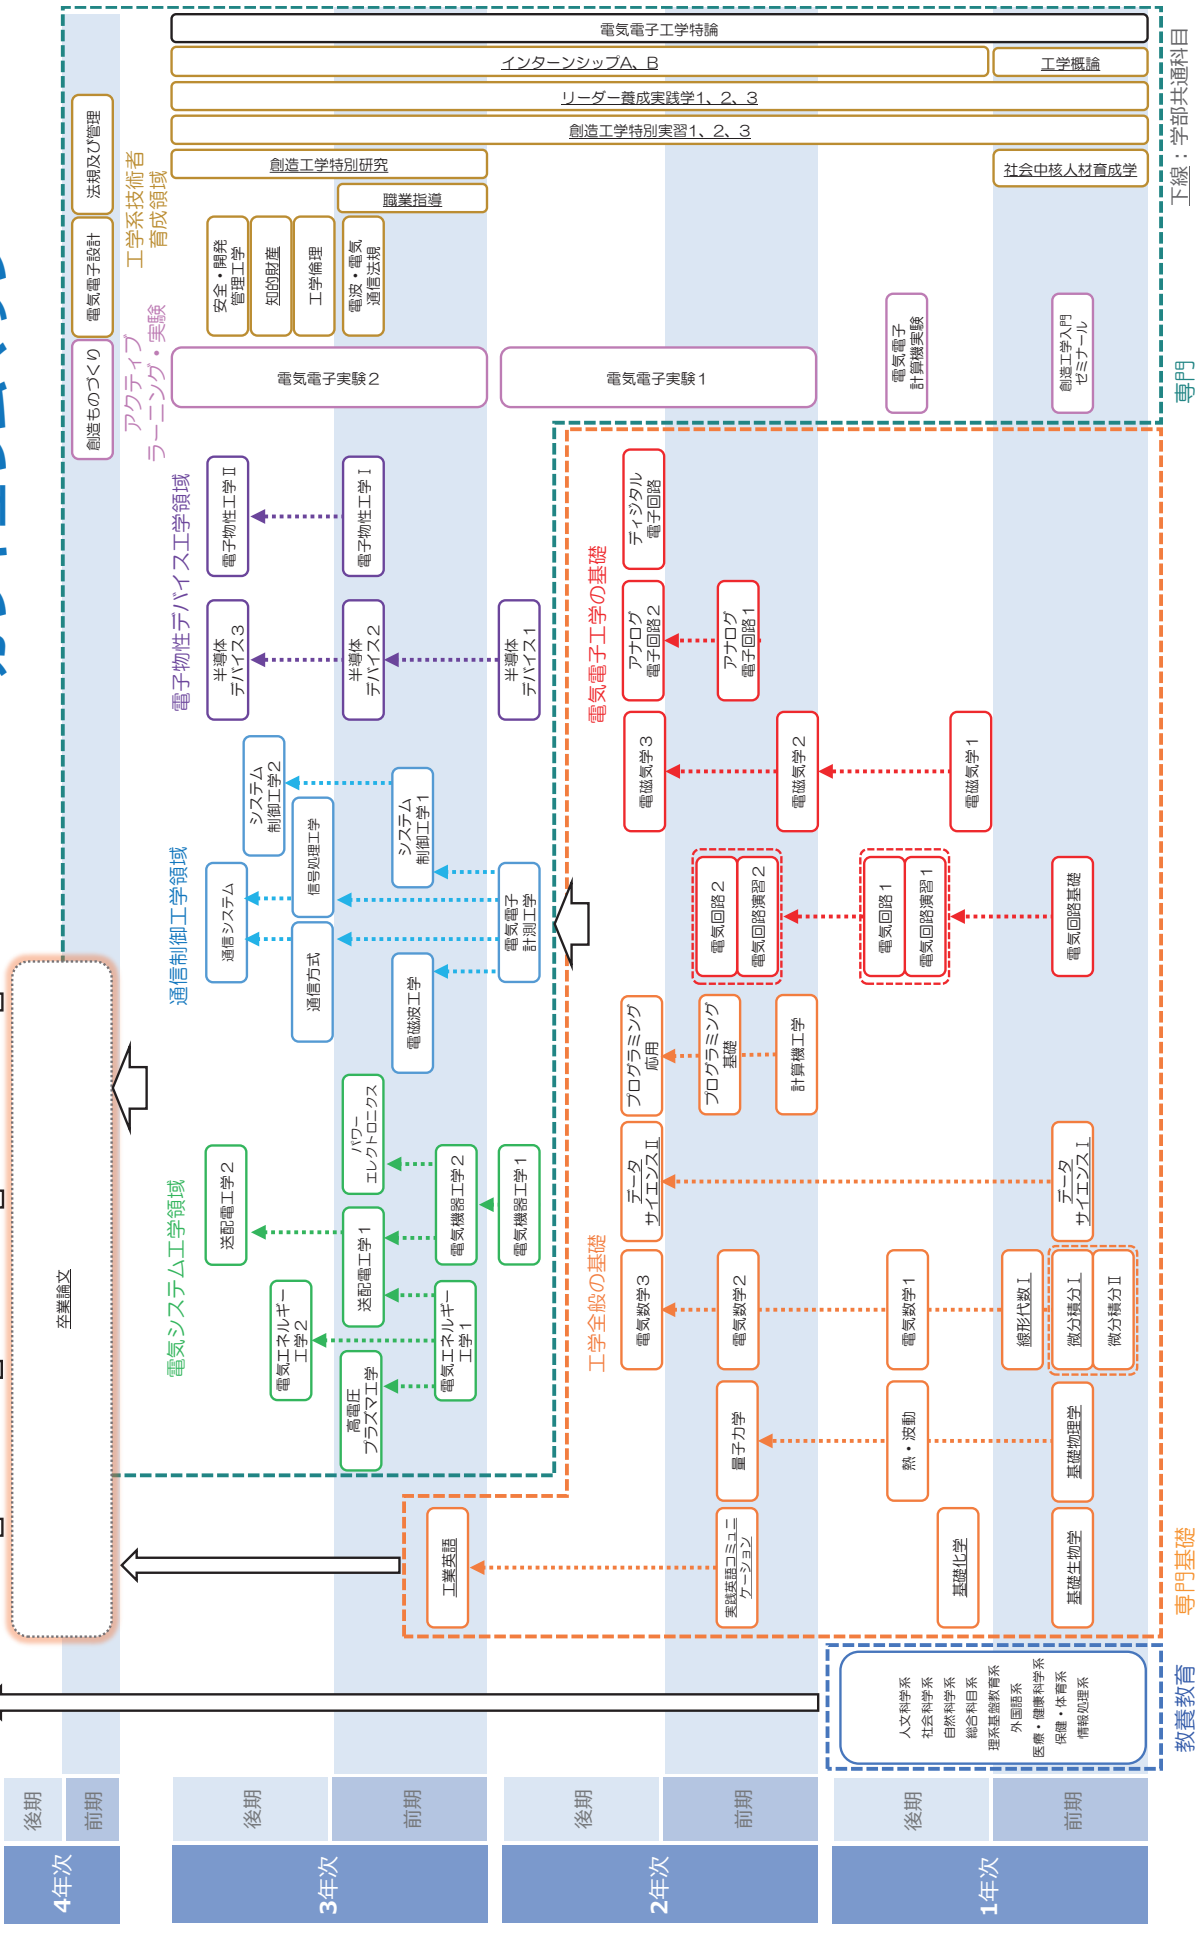 電気電子工学特論
インターンシップA、B
工学概論
リーダー養成実践学1、2、3
創造工学特別実習1、2、3
創造工学特別研究
社会中核人材育成学
職業指導
下線：学部共通科目
法規及び管理
電気電子設計
創造ものづくり
工学系技術者
育成領域
アクティブ
ラーニング・実験
安全・開発
管理工学
知的財産
工学倫理
電波・電気
通信法規
電気電子実験2
電気電子実験1
電気電子
計算機実験
創造工学入門
ゼミナール
専門
電子物性デバイス工学領域
電子物性工学Ⅱ
電子物性工学Ⅰ
半導体
デバイス3
半導体
デバイス2
半導体
デバイス1
電気電子工学の基礎
ディジタル
電子回路
アナログ
電子回路2
アナログ
電子回路1
電磁気学3
電磁気学2
電磁気学1
電気回路2
電気回路演習2
電気回路1
電気回路演習1
電気回路基礎
通信制御工学領域
システム
制御工学2
信号処理工学
システム
制御工学1
通信システム
通信方式
電磁波工学
電気電子
計測工学
プログラミング
応用
プログラミング
基礎
計算機工学
電気システム工学領域
送配電工学2
パワー
エレクトロニクス
送配電工学1
電気機器工学2
電気機器工学1
電気エネルギー
工学2
電気エネルギー
工学1
高電圧
プラズマ工学
卒業論文
工学全般の基礎
データ
サイエンスⅡ
データ
サイエンスⅠ
電気数学3
電気数学2
電気数学1
線形代数Ⅰ
微分積分Ⅰ
微分積分Ⅱ
量子力学
熱・波動
基礎物理学
工業英語
実践英語コミュニ
ケーション
基礎化学
基礎生物学
専門基礎
人文科学系
社会科学系
自然科学系
総合科目系
理系基盤教育系
外国語系
医療・健康科学系
保健・体育系
情報処理系
教養教育
後期
前期
後期
前期
後期
前期
後期
前期
4年次
3年次
2年次
1年次